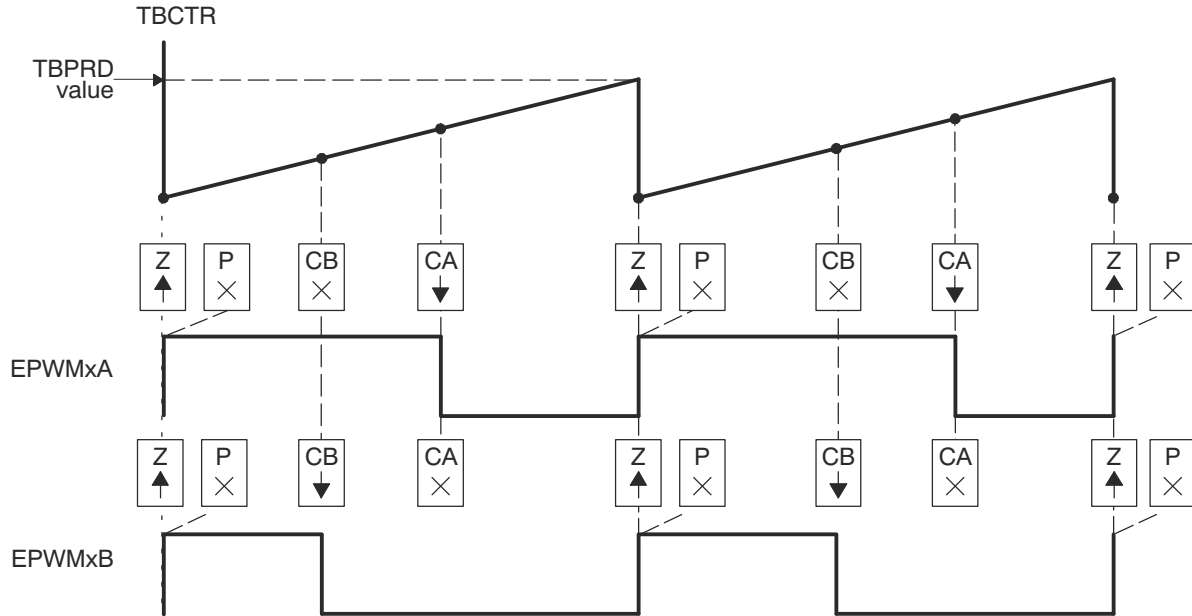 TBCTR
TBPRD
value
Z P CB CA Z P CB CA Z P
EPWMxA
Z P CB CA Z P CB CA Z P
EPWMxB